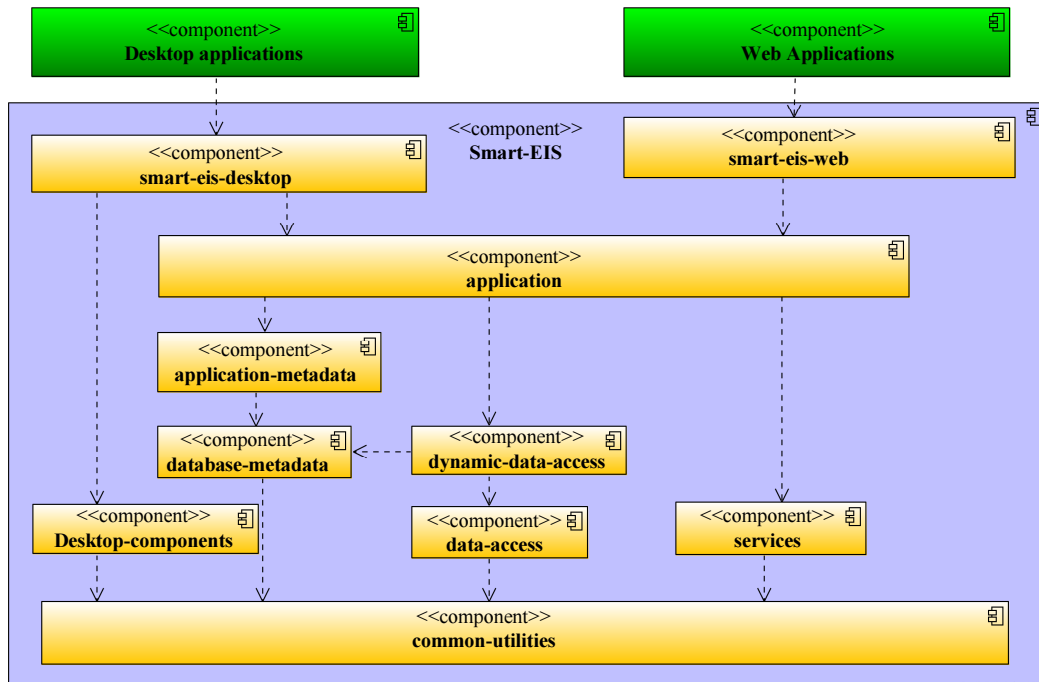 <<component>>
Desktop applications
<<component>>
Web Applications
<<component>>
Smart-EIS
<<component>>
smart-eis-desktop
<<component>>
smart-eis-web
<<component>>
application
<<component>>
application-metadata
<<component>>
database-metadata
<<component>>
dynamic-data-access
<<component>>
Desktop-components
<<component>>
data-access
<<component>>
services
<<component>>
common-utilities